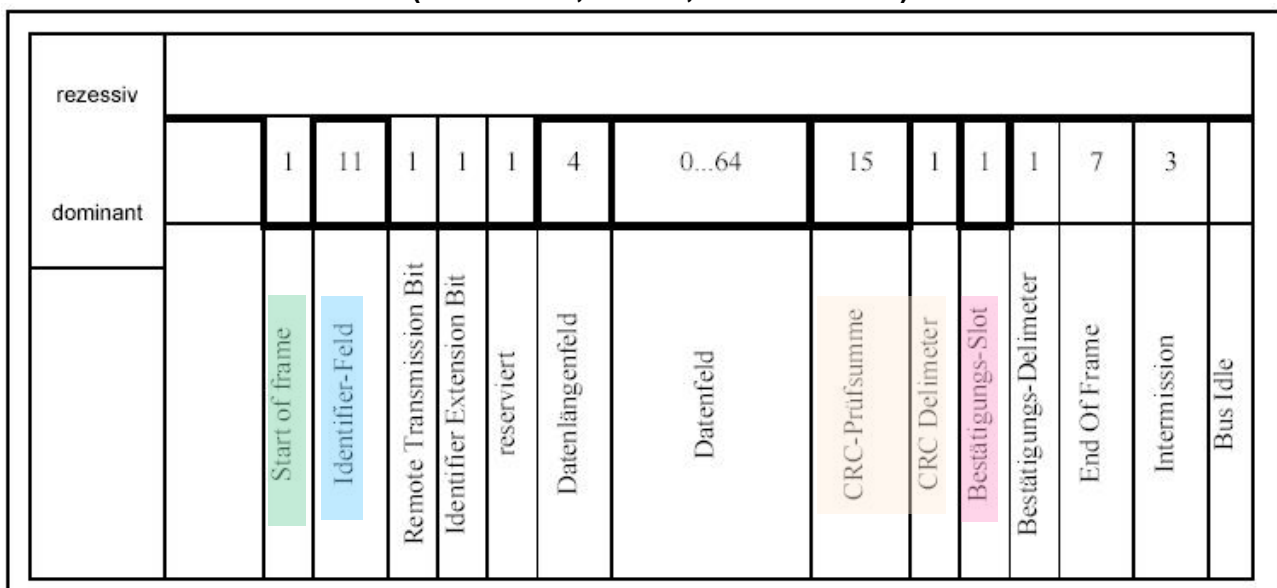 rezessiv
dominant
1 11 1 1 1 4 0...64 15 1 1 1 7 3
Start of frame
Identifier-Feld
Remote Transmission Bit
Identifier Extension Bit
reserviert
Datenlängenfeld
Datenfeld
CRC-Prüfsumme
CRC Delimeter
Bestätigungs-Slot
Bestätigungs-Delimeter
End Of Frame
Intermission
Bus Idle